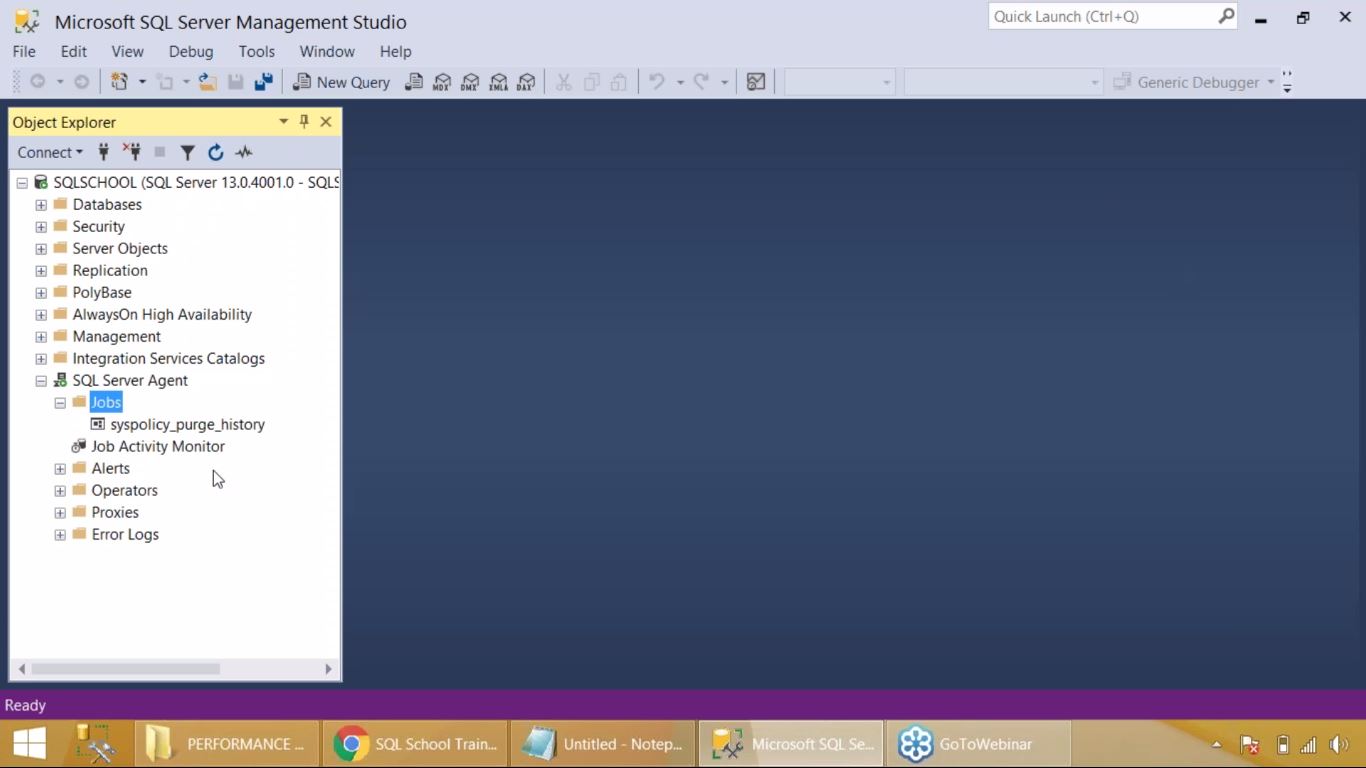 Microsoft SQL Server Management Studio
Quick Launch (Ctrl+Q)
File Edit View Debug Tools Window Help
New Query MDX DMX XMLA DAX Generic Debugger
Object Explorer
Connect
SQLSCHOOL (SQL Server 13.0.4001.0 - SQLS
Databases
Security
Server Objects
Replication
PolyBase
AlwaysOn High Availability
Management
Integration Services Catalogs
SQL Server Agent
Jobs
syspolicy_purge_history
Job Activity Monitor
Alerts
Operators
Proxies
Error Logs
Ready
PERFORMANCE ... SQL School Train... Untitled - Notep... Microsoft SQL Se... GoToWebinar